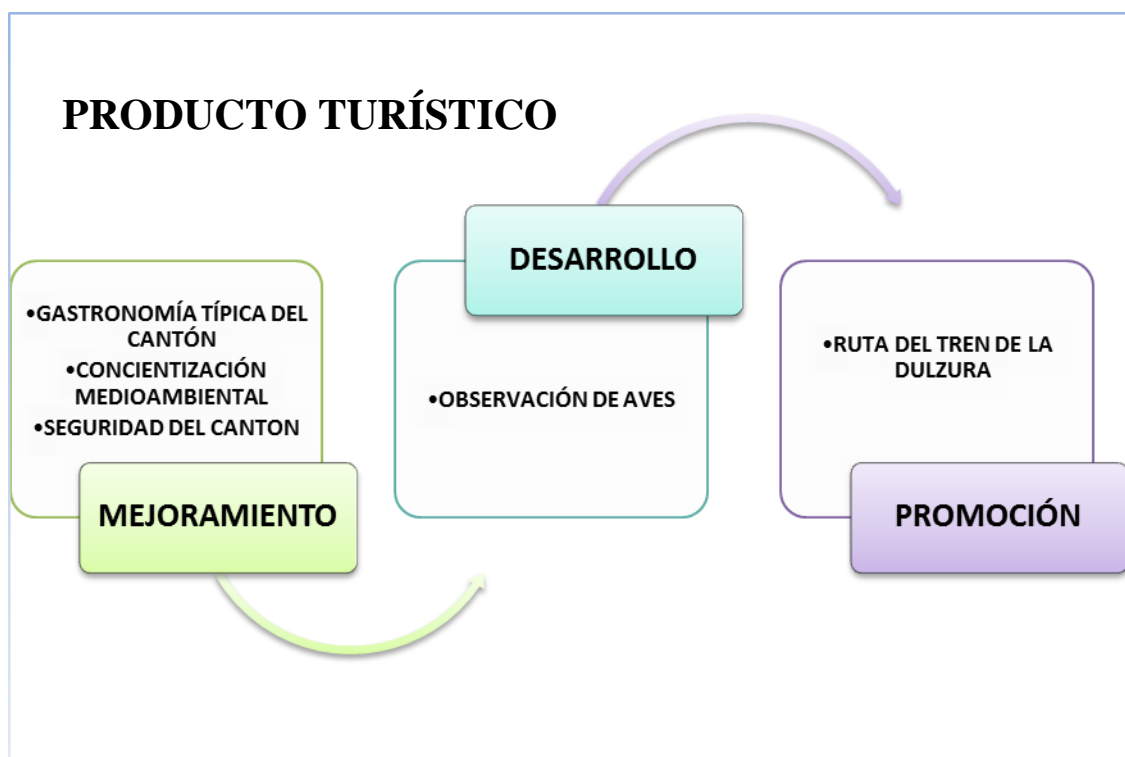 PRODUCTO TURÍSTICO
•GASTRONOMÍA TÍPICA DEL
CANTÓN
•CONCIENTIZACIÓN
MEDIOAMBIENTAL
•SEGURIDAD DEL CANTON
MEJORAMIENTO
DESARROLLO
•OBSERVACIÓN DE AVES
•RUTA DEL TREN DE LA
DULZURA
PROMOCIÓN